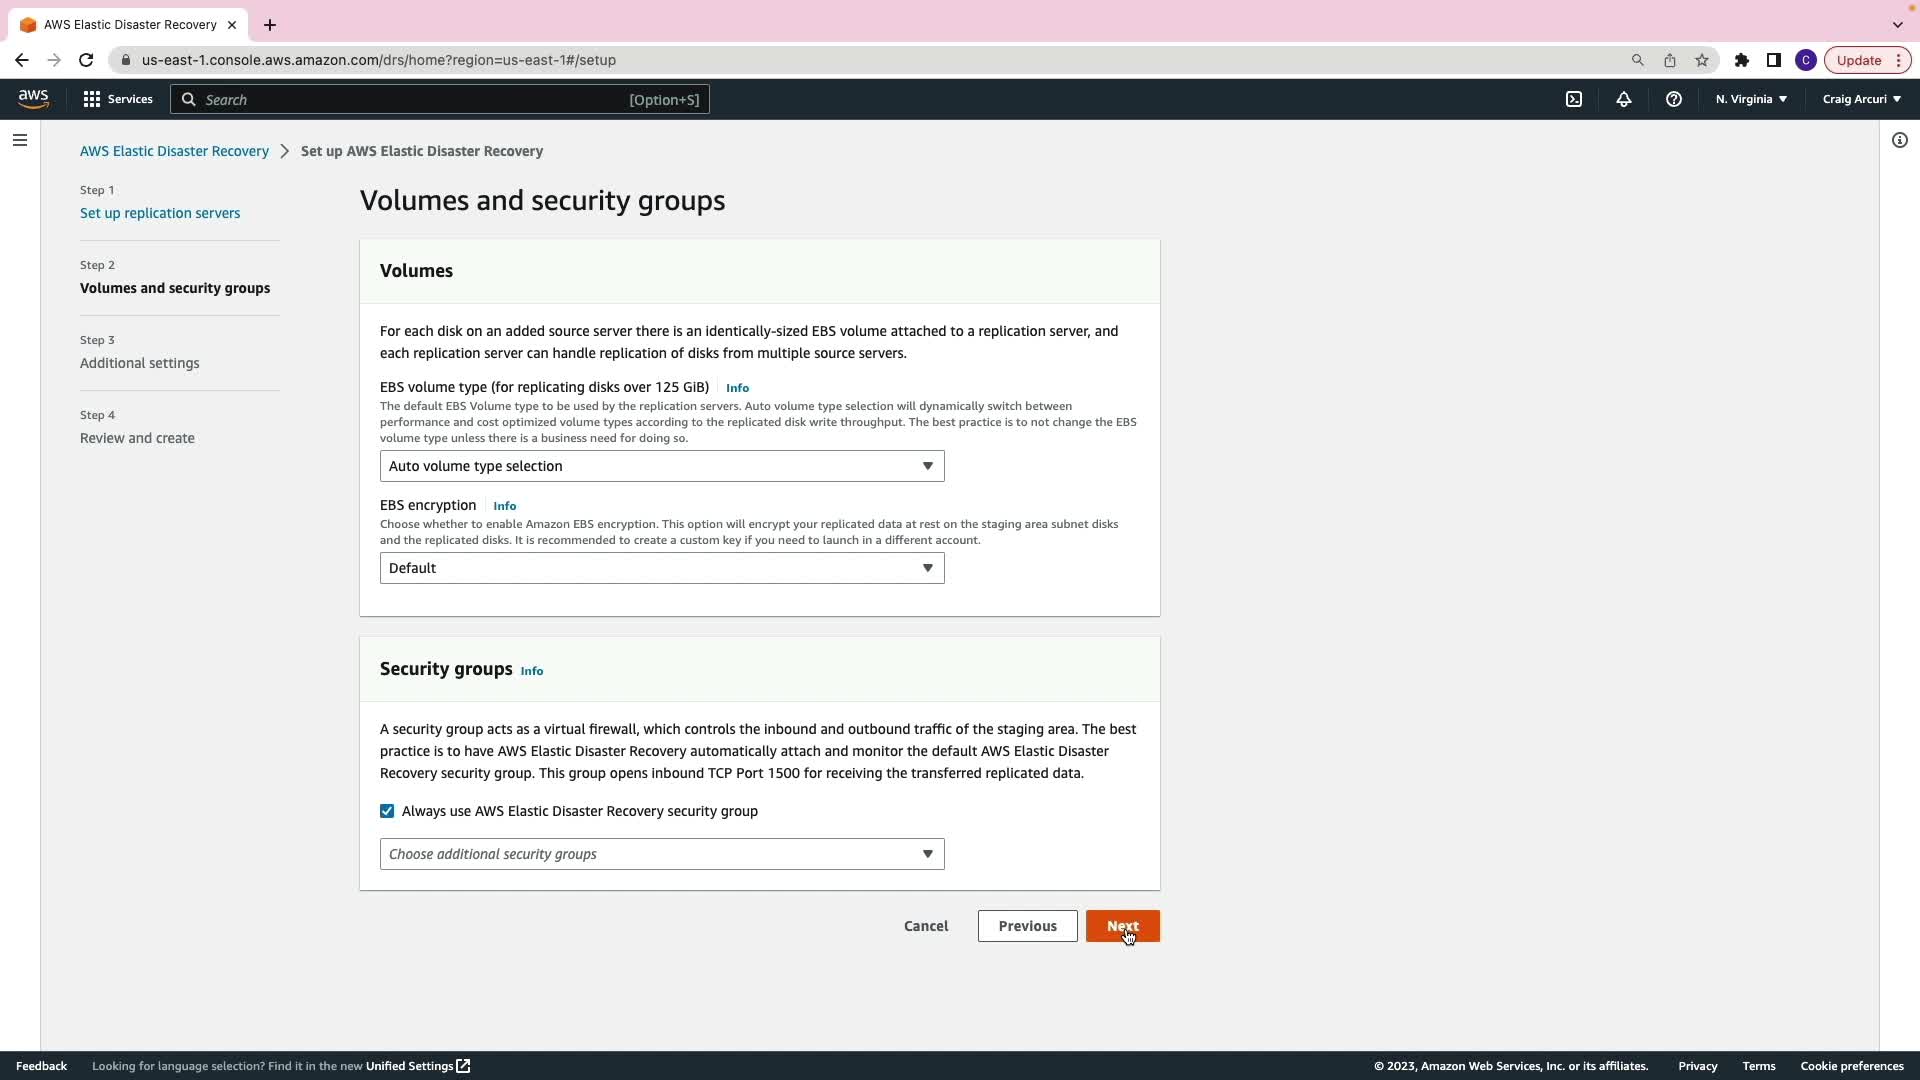 AWS Elastic Disaster Recovery
us-east-1.console.aws.amazon.com/drs/home?region=us-east-1#/setup
C
Update
aws
Services
Search
[Option+S]
N. Virginia
Craig Arcuri
AWS Elastic Disaster Recovery
Set up AWS Elastic Disaster Recovery
Step 1
Set up replication servers
Step 2
Volumes and security groups
Step 3
Additional settings
Step 4
Review and create
Volumes and security groups
Volumes
For each disk on an added source server there is an identically-sized EBS volume attached to a replication server, and
each replication server can handle replication of disks from multiple source servers.
EBS volume type (for replicating disks over 125 GiB) Info
The default EBS Volume type to be used by the replication servers. Auto volume type selection will dynamically switch between
performance and cost optimized volume types according to the replicated disk write throughput. The best practice is to not change the EBS
volume type unless there is a business need for doing so.
Auto volume type selection
EBS encryption Info
Choose whether to enable Amazon EBS encryption. This option will encrypt your replicated data at rest on the staging area subnet disks
and the replicated disks. It is recommended to create a custom key if you need to launch in a different account.
Default
Security groups Info
A security group acts as a virtual firewall, which controls the inbound and outbound traffic of the staging area. The best
practice is to have AWS Elastic Disaster Recovery automatically attach and monitor the default AWS Elastic Disaster
Recovery security group. This group opens inbound TCP Port 1500 for receiving the transferred replicated data.
Always use AWS Elastic Disaster Recovery security group
Choose additional security groups
Cancel
Previous
Next
Feedback
Looking for language selection? Find it in the new Unified Settings
© 2023, Amazon Web Services, Inc. or its affiliates.
Privacy
Terms
Cookie preferences